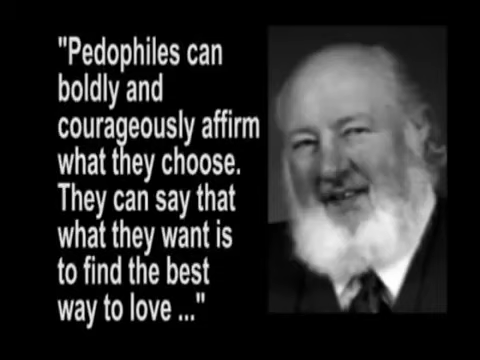 "Pedophiles can
boldly and
courageously affirm
what they choose.
They can say that
what they want is
to find the best
way to love ..."